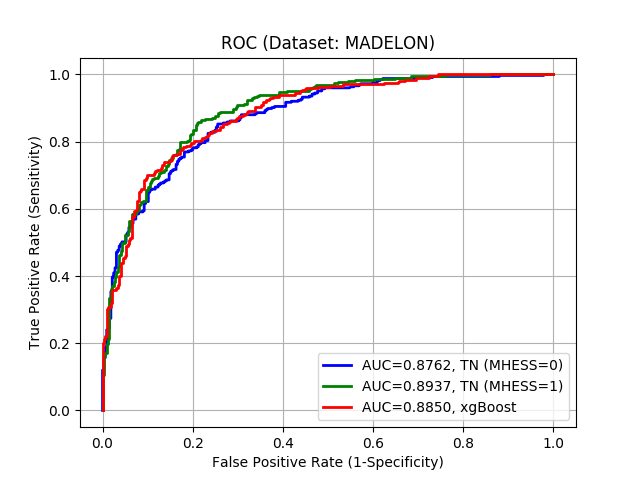 ROC (Dataset: MADELON)
True Positive Rate (Sensitivity)
1.0
0.8
0.6
0.4
0.2
0.0
AUC=0.8762, TN (MHESS=0)
AUC=0.8937, TN (MHESS=1)
AUC=0.8850, xgBoost
0.0 0.2 0.4 0.6 0.8 1.0
False Positive Rate (1-Specificity)